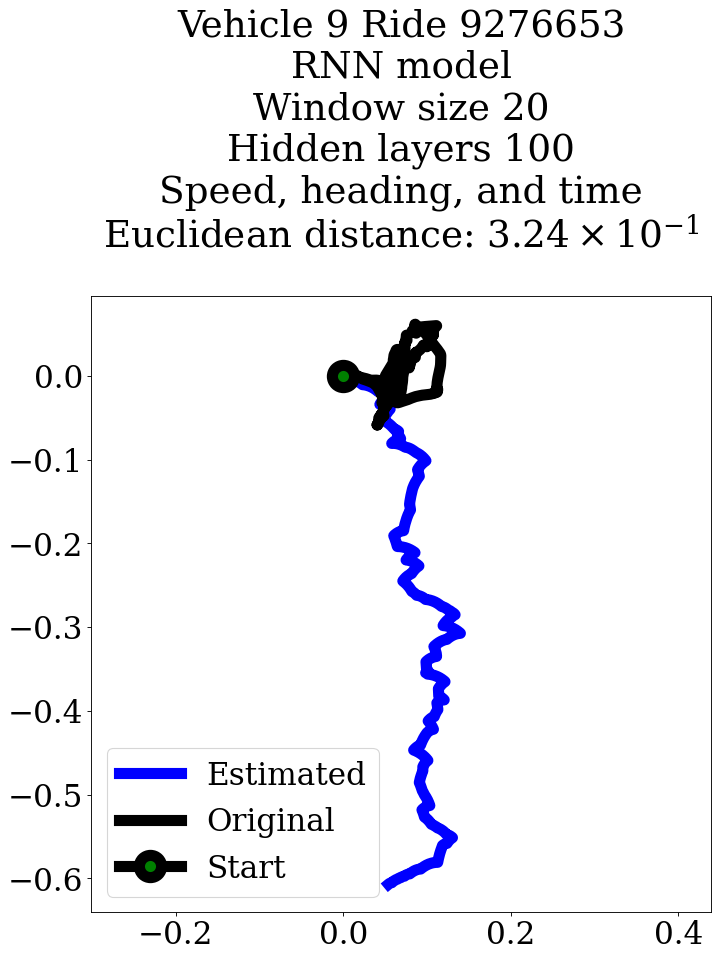 Vehicle 9 Ride 9276653
RNN model
Window size 20
Hidden layers 100
Speed, heading, and time
Euclidean distance: 3.24 × 10⁻¹
0.0
−0.1
−0.2
−0.3
−0.4
−0.5
−0.6
Estimated
Original
Start
−0.2 0.0 0.2 0.4